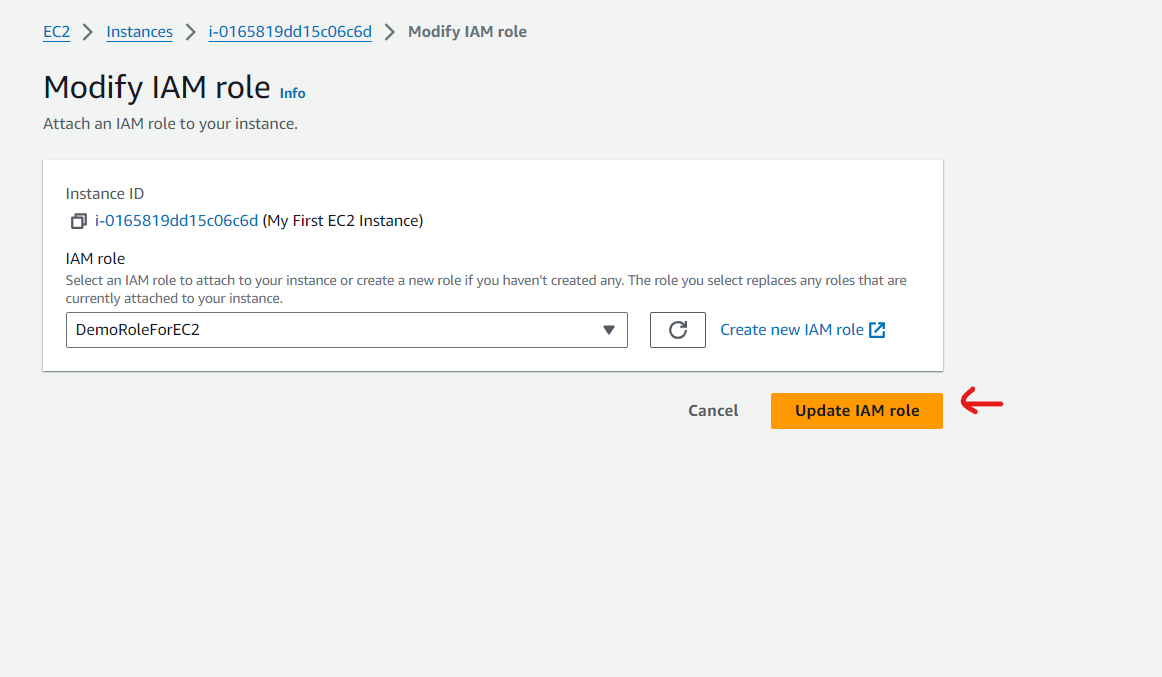 EC2 Instances i-0165819dd15c06c6d Modify IAM role
Modify IAM role Info
Attach an IAM role to your instance.
Instance ID
i-0165819dd15c06c6d (My First EC2 Instance)
IAM role
Select an IAM role to attach to your instance or create a new role if you haven't created any. The role you select replaces any roles that are
currently attached to your instance.
DemoRoleForEC2 Create new IAM role
Cancel Update IAM role